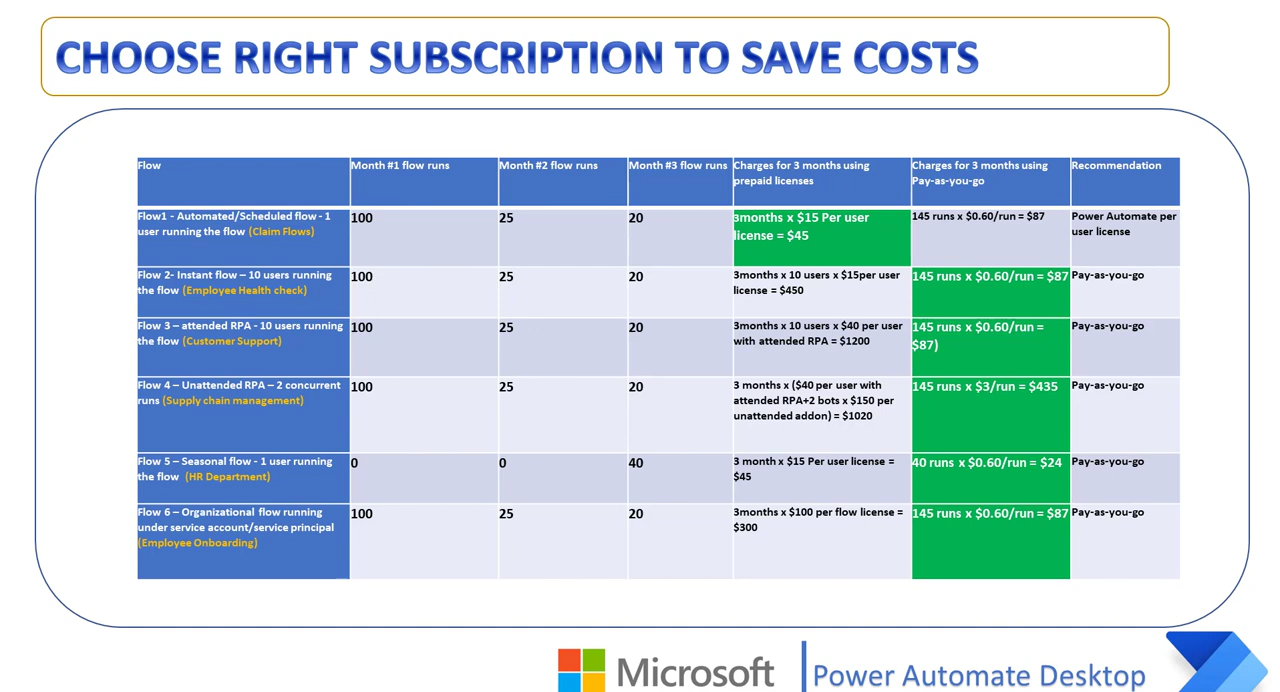 CHOOSE RIGHT SUBSCRIPTION TO SAVE COSTS
Flow
Month #1 flow runs
Month #2 flow runs
Month #3 flow runs
Charges for 3 months using
prepaid licenses
Charges for 3 months using
Pay-as-you-go
Recommendation
Flow1 - Automated/Scheduled flow - 1
user running the flow (Claim Flows)
100
25
20
3months x $15 Per user
license = $45
145 runs x $0.60/run = $87
Power Automate per
user license
Flow 2- Instant flow – 10 users running
the flow (Employee Health check)
100
25
20
3months x 10 users x $15per user
license = $450
145 runs x $0.60/run = $87
Pay-as-you-go
Flow 3 – attended RPA - 10 users running
the flow (Customer Support)
100
25
20
3months x 10 users x $40 per user
with attended RPA = $1200
145 runs x $0.60/run =
$87)
Pay-as-you-go
Flow 4 – Unattended RPA – 2 concurrent
runs (Supply chain management)
100
25
20
3 months x ($40 per user with
attended RPA+2 bots x $150 per
unattended addon) = $1020
145 runs x $3/run = $435
Pay-as-you-go
Flow 5 – Seasonal flow - 1 user running
the flow (HR Department)
0
0
40
3 month x $15 Per user license =
$45
40 runs x $0.60/run = $24
Pay-as-you-go
Flow 6 – Organizational flow running
under service account/service principal
(Employee Onboarding)
100
25
20
3months x $100 per flow license =
$300
145 runs x $0.60/run = $87
Pay-as-you-go
Microsoft
Power Automate Desktop